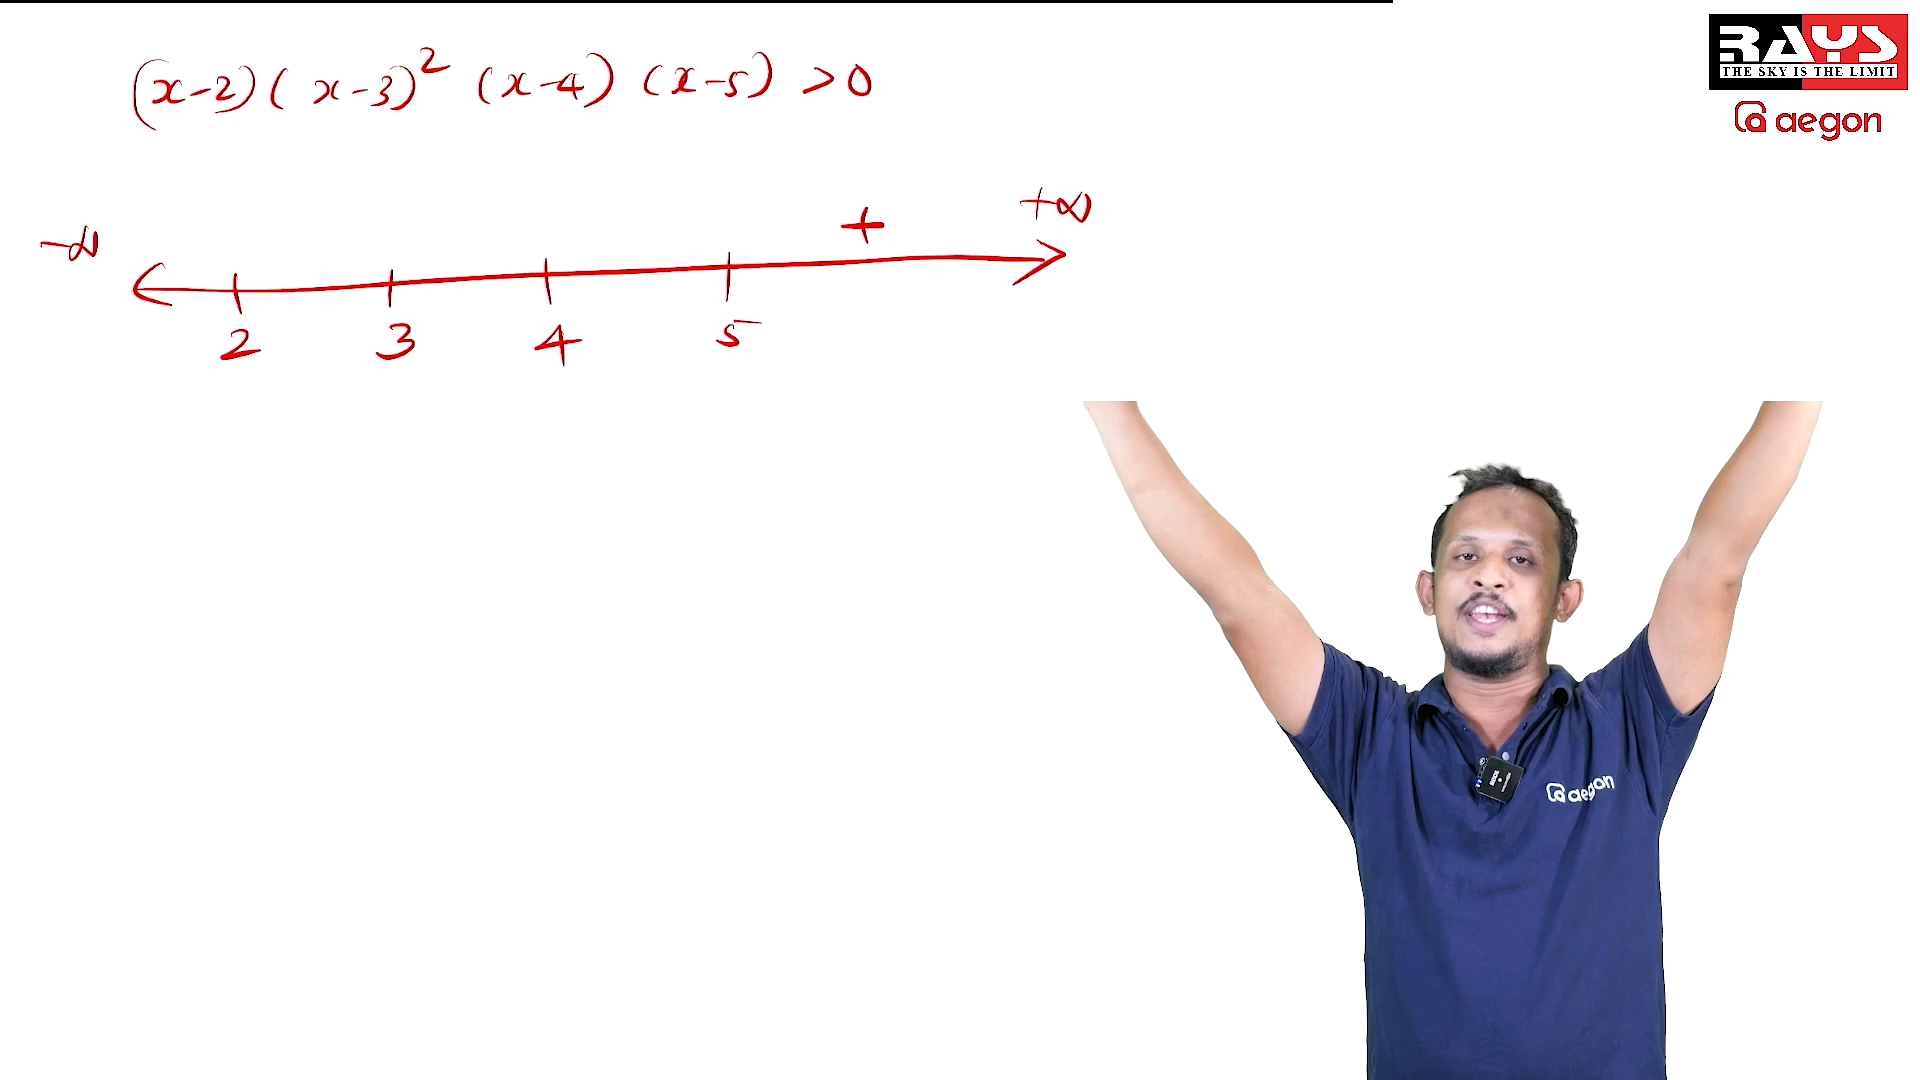 (x-2)(x-3)² (x-4) (x-5) >0
RAYS
THE SKY IS THE LIMIT
aegon
-∞ + +∞
2 3 4 5
aegon